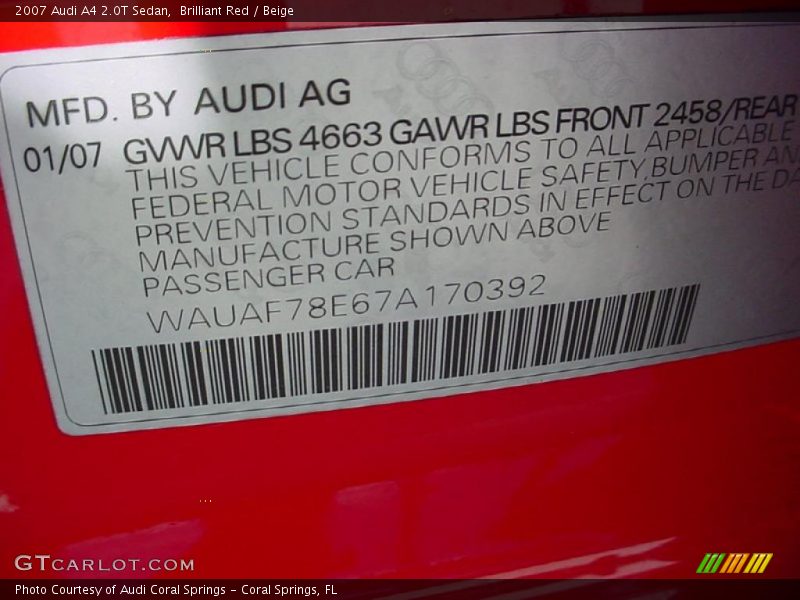 2007 Audi A4 2.0T Sedan,  Brilliant Red / Beige
MFD. BY AUDI AG
01/07 GVWR LBS 4663 GAWR LBS FRONT 2458/REAR
THIS VEHICLE CONFORMS TO ALL APPLICABLE
FEDERAL MOTOR VEHICLE SAFETY,BUMPER AN
PREVENTION STANDARDS IN EFFECT ON THE DA
MANUFACTURE SHOWN ABOVE
PASSENGER CAR
WAUAF78E67A170392
GTCARLOT.COM
Photo Courtesy of Audi Coral Springs - Coral Springs, FL